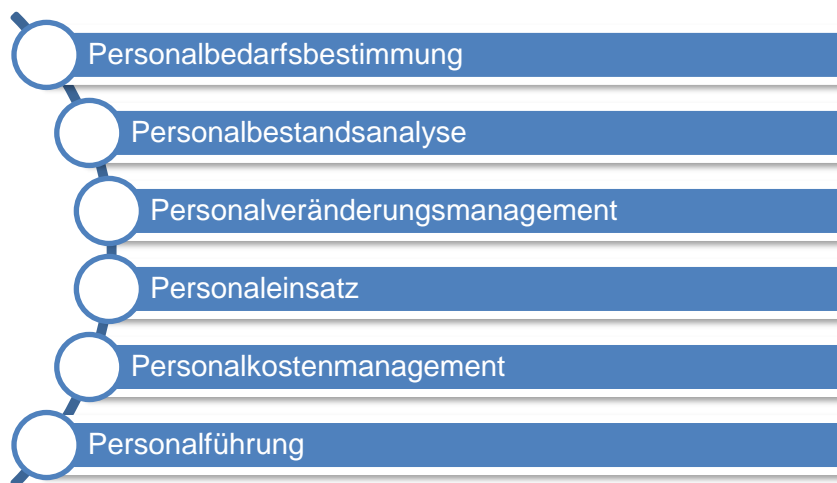 Personalbedarfsbestimmung
Personalbestandsanalyse
Personalveränderungsmanagement
Personaleinsatz
Personalkostenmanagement
Personalführung